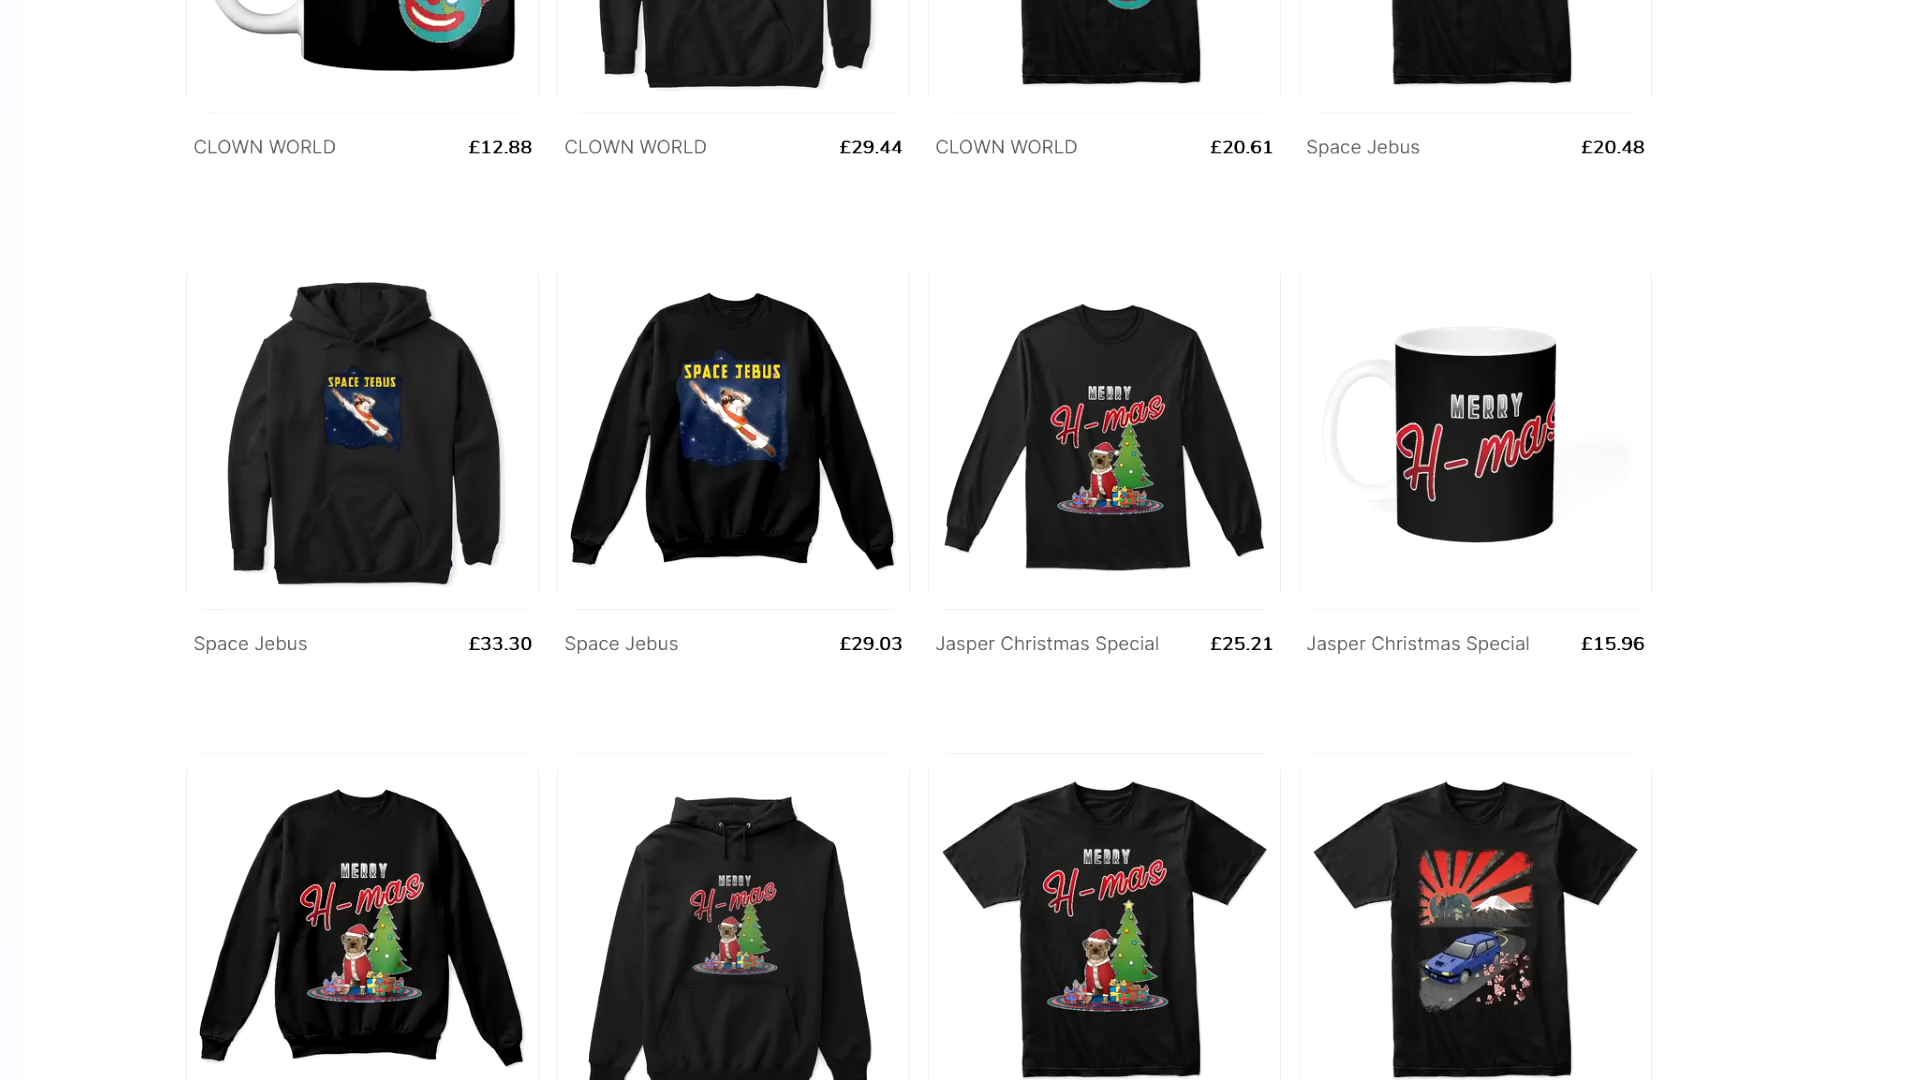 CLOWN WORLD £12.88
CLOWN WORLD £29.44
CLOWN WORLD £20.61
Space Jebus £20.48
SPACE JEBUS
SPACE JEBUS
MERRY
H-mas
MERRY
H-mas
Space Jebus £33.30
Space Jebus £29.03
Jasper Christmas Special £25.21
Jasper Christmas Special £15.96
MERRY
H-mas
MERRY
H-mas
MERRY
H-mas